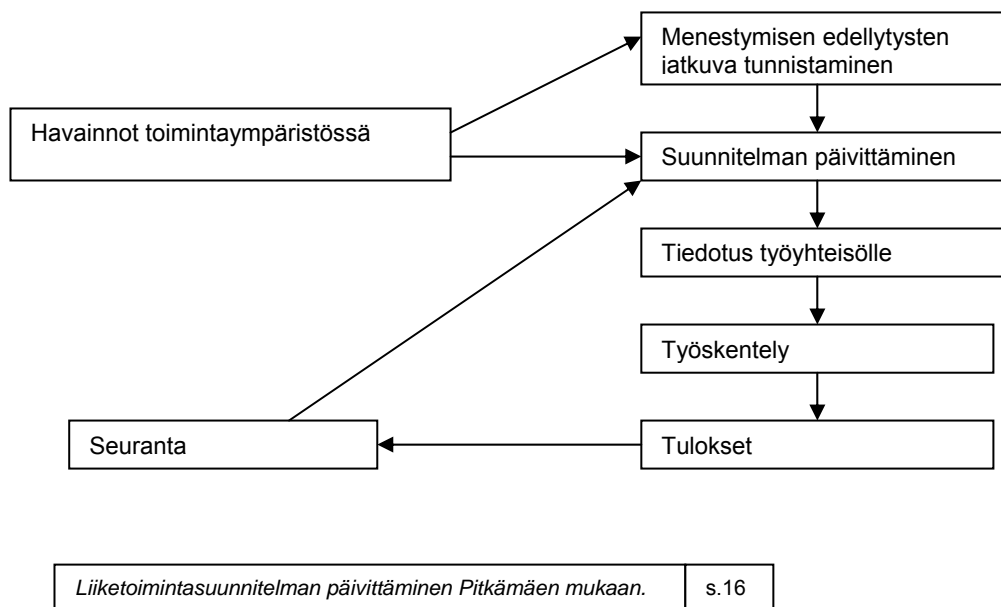 Menestymisen edellytysten
jatkuva tunnistaminen
Havainnot toimintaympäristössä
Suunnitelman päivittäminen
Tiedotus työyhteisölle
Työskentely
Seuranta
Tulokset
Liiketoimintasuunnitelman päivittäminen Pitkämäen mukaan.
s.16